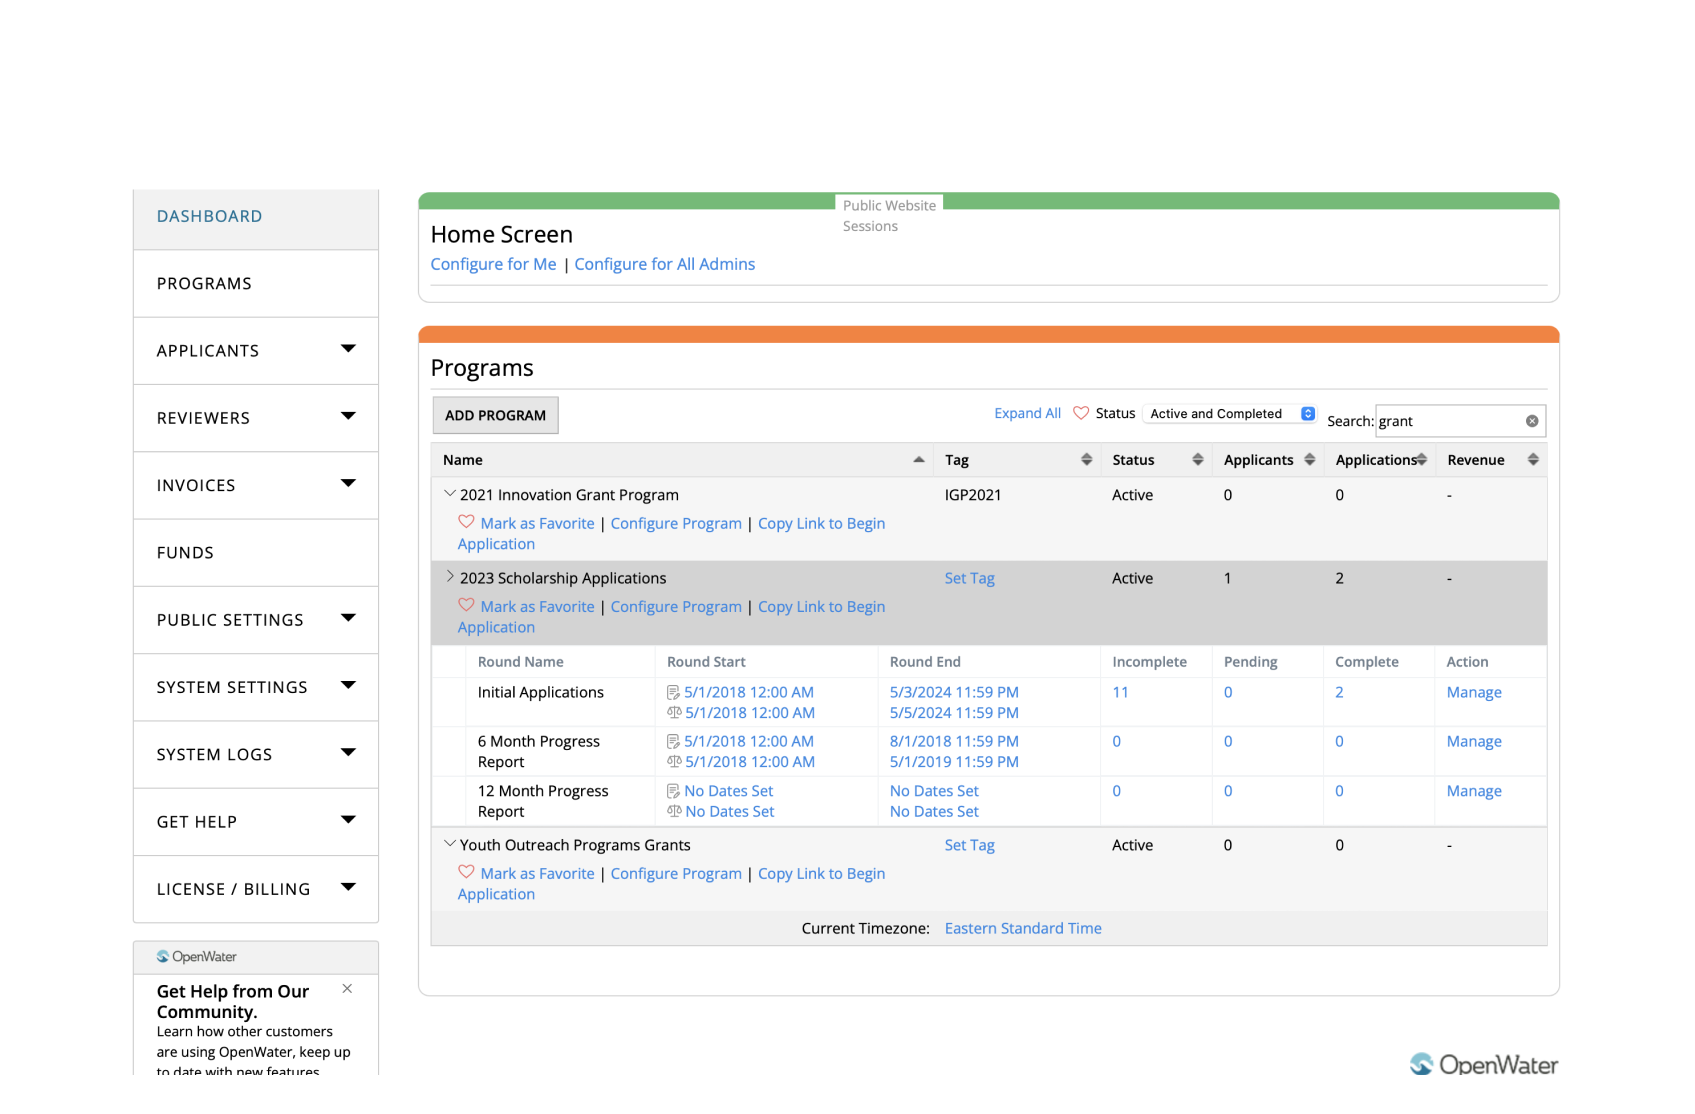 DASHBOARD
PROGRAMS
APPLICANTS
REVIEWERS
INVOICES
FUNDS
PUBLIC SETTINGS
SYSTEM SETTINGS
SYSTEM LOGS
GET HELP
LICENSE / BILLING
OpenWater
Get Help from Our
Community.
Learn how other customers
are using OpenWater, keep up
to date with new features
Public Website
Sessions
Home Screen
Configure for Me | Configure for All Admins
Programs
ADD PROGRAM Expand All Status Active and Completed Search: grant
Name Tag Status Applicants Applications Revenue
2021 Innovation Grant Program IGP2021 Active 0 0 -
Mark as Favorite | Configure Program | Copy Link to Begin
Application
2023 Scholarship Applications Set Tag Active 1 2 -
Mark as Favorite | Configure Program | Copy Link to Begin
Application
Round Name Round Start Round End Incomplete Pending Complete Action
Initial Applications 5/1/2018 12:00 AM 5/3/2024 11:59 PM 11 0 2 Manage
5/1/2018 12:00 AM 5/5/2024 11:59 PM
6 Month Progress 5/1/2018 12:00 AM 8/1/2018 11:59 PM 0 0 0 Manage
Report 5/1/2018 12:00 AM 5/1/2019 11:59 PM
12 Month Progress No Dates Set No Dates Set 0 0 0 Manage
Report No Dates Set No Dates Set
Youth Outreach Programs Grants Set Tag Active 0 0 -
Mark as Favorite | Configure Program | Copy Link to Begin
Application
Current Timezone: Eastern Standard Time
OpenWater